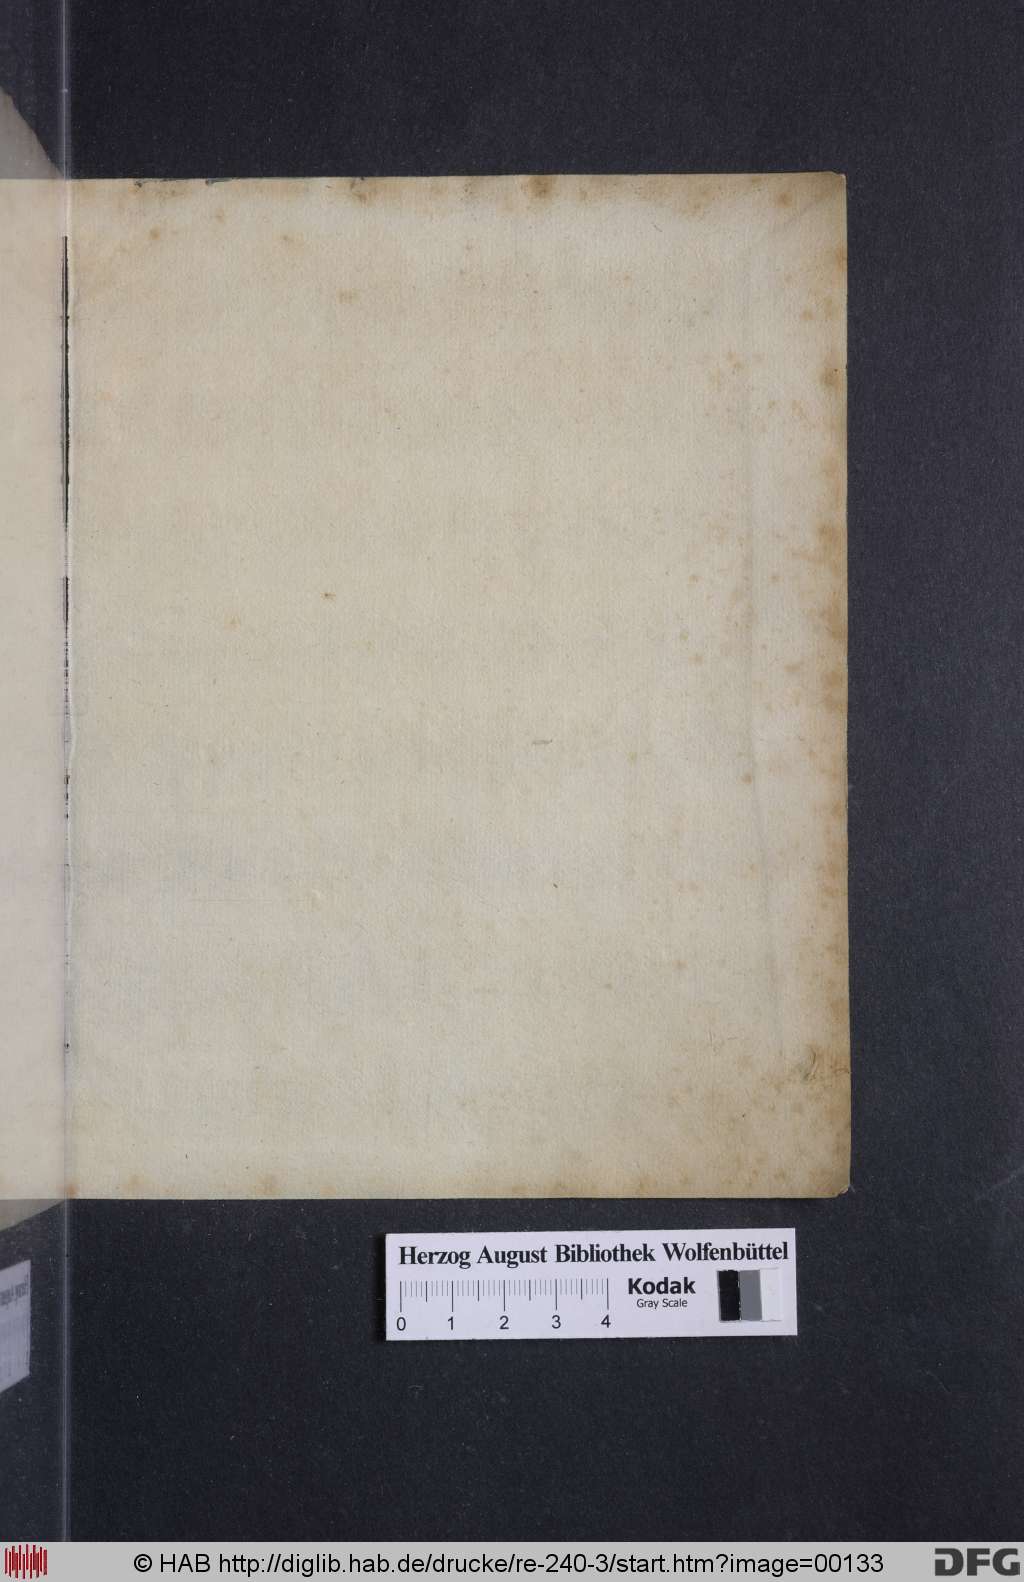 Herzog August Bibliothek Wolfenbüttel
Kodak
Gray Scale
0 1 2 3 4
© HAB http://diglib.hab.de/drucke/re-240-3/start.htm?image=00133
DFG